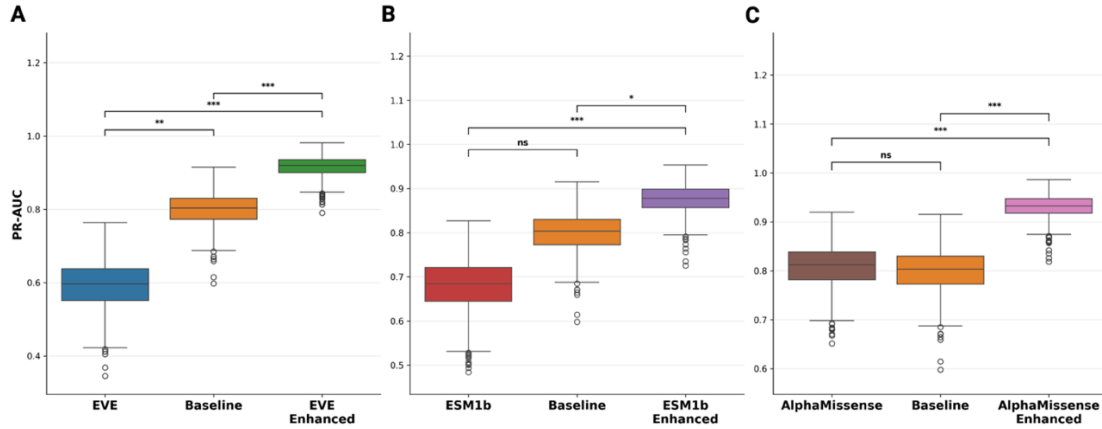 A
PR-AUC
1.2
1.0
0.8
0.6
0.4
***
***
**
EVE
Baseline
EVE
Enhanced
B
1.2
1.1
1.0
0.9
0.8
0.7
0.6
0.5
*
***
ns
ESM1b
Baseline
ESM1b
Enhanced
C
1.2
1.1
1.0
0.9
0.8
0.7
0.6
***
***
ns
AlphaMissense
Baseline
AlphaMissense
Enhanced